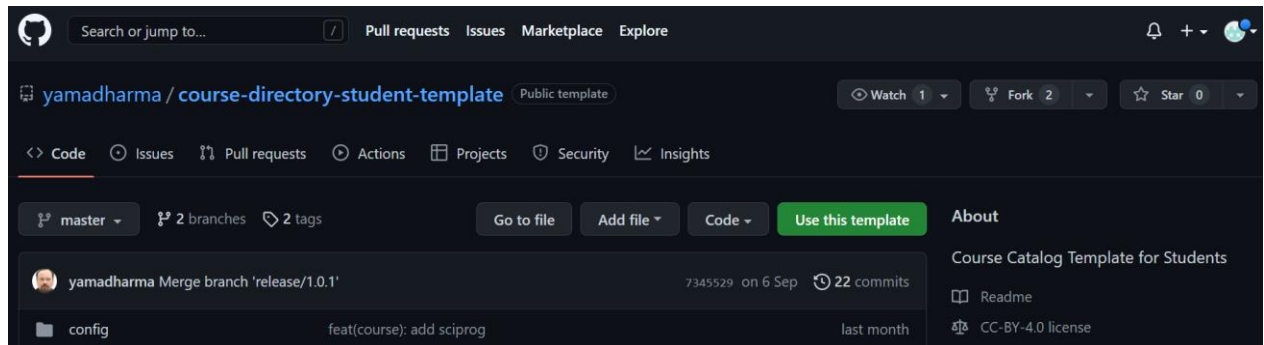 Search or jump to... / Pull requests Issues Marketplace Explore
yamadharma / course-directory-student-template Public template Watch 1 Fork 2 Star 0
Code Issues Pull requests Actions Projects Security Insights
master 2 branches 2 tags Go to file Add file Code Use this template About
Course Catalog Template for Students
yamadharma Merge branch 'release/1.0.1' 7345529 on 6 Sep 22 commits
Readme
config feat(course): add sciprog last month CC-BY-4.0 license